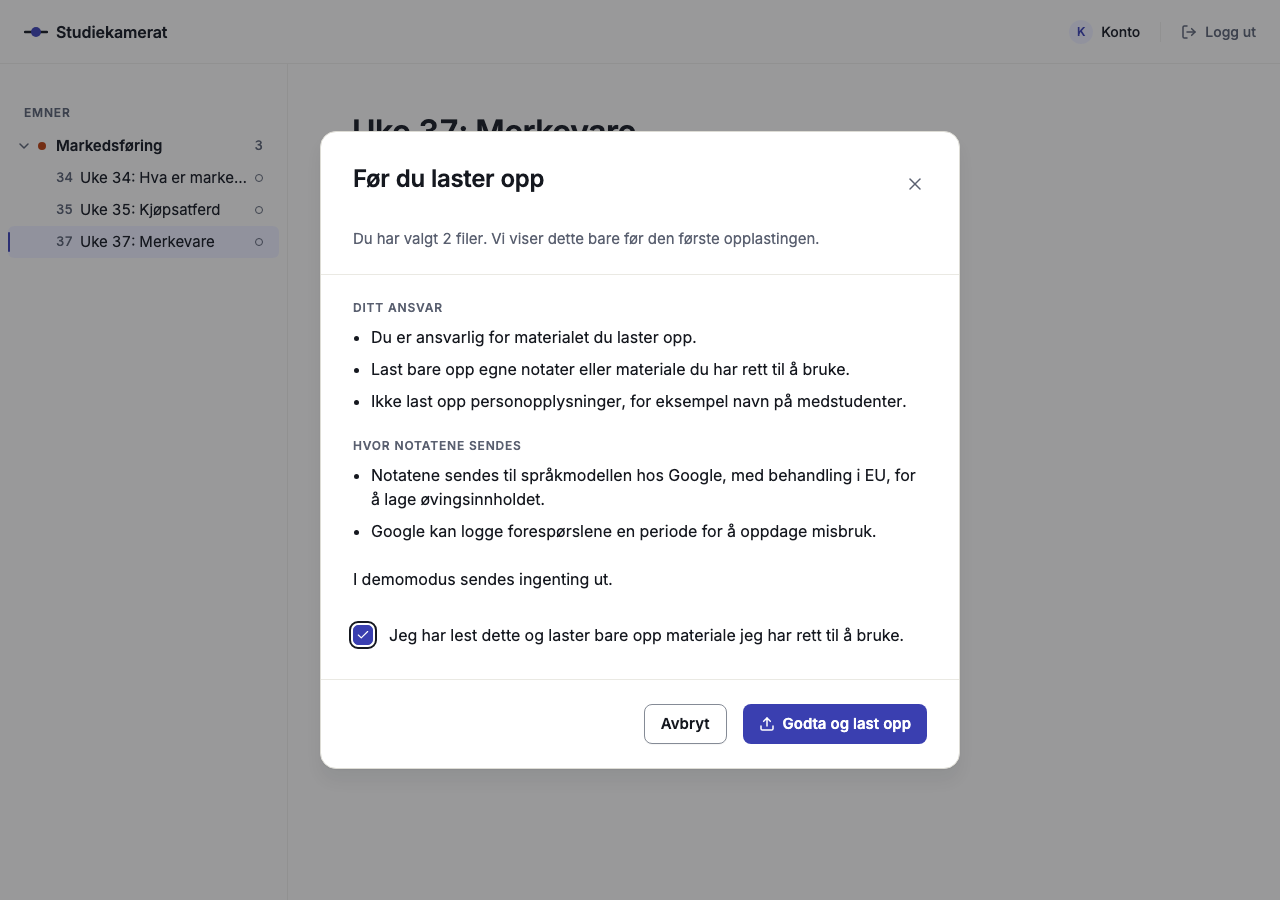 Studiekamerat
K Konto
Logg ut
EMNER
Markedsføring 3
34 Uke 34: Hva er marke...
35 Uke 35: Kjøpsatferd
37 Uke 37: Merkevare
Uke 37: Merkevare
Før du laster opp
Du har valgt 2 filer. Vi viser dette bare før den første opplastingen.
DITT ANSVAR
• Du er ansvarlig for materialet du laster opp.
• Last bare opp egne notater eller materiale du har rett til å bruke.
• Ikke last opp personopplysninger, for eksempel navn på medstudenter.
HVOR NOTATENE SENDES
• Notatene sendes til språkmodellen hos Google, med behandling i EU, for
å lage øvingsinnholdet.
• Google kan logge forespørslene en periode for å oppdage misbruk.
I demomodus sendes ingenting ut.
Jeg har lest dette og laster bare opp materiale jeg har rett til å bruke.
Avbryt
Godta og last opp